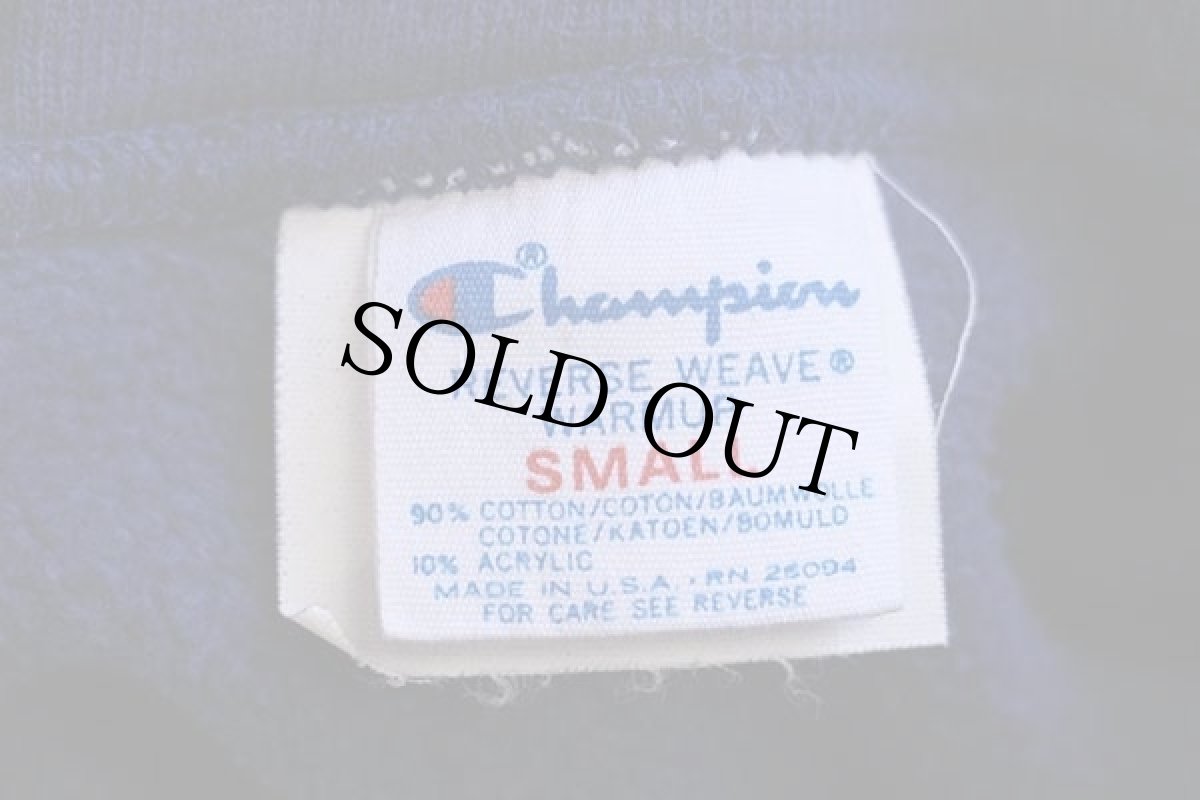 Champion®
REVERSE WEAVE®
WARMUP
SMALL
90% COTTON/COTON/BAUMWOLLE
COTONE/KATOEN/BOMULD
10% ACRYLIC
MADE IN U.S.A. · RN 26094
FOR CARE SEE REVERSE
SOLD OUT